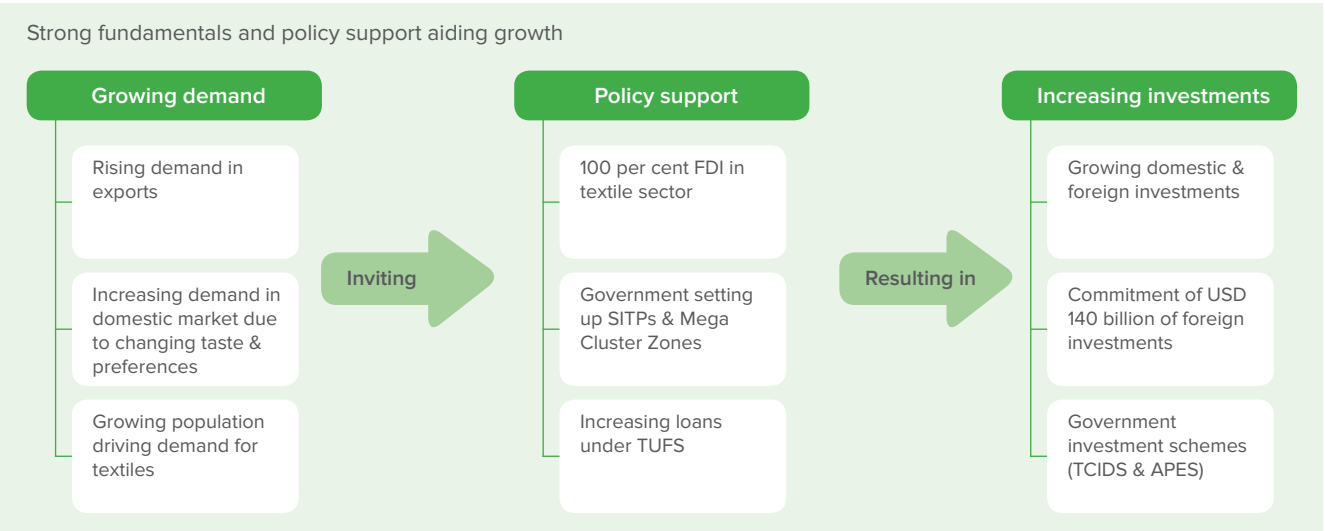 Strong fundamentals and policy support aiding growth
Growing demand
Rising demand in
exports
Increasing demand in
domestic market due
to changing taste &
preferences
Growing population
driving demand for
textiles
Inviting
Policy support
100 per cent FDI in
textile sector
Government setting
up SITPs & Mega
Cluster Zones
Increasing loans
under TUFS
Resulting in
Increasing investments
Growing domestic &
foreign investments
Commitment of USD
140 billion of foreign
investments
Government
investment schemes
(TCIDS & APES)